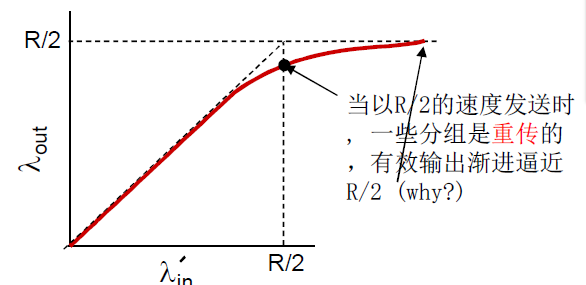 R/2
λout
当以R/2的速度发送时
，一些分组是重传的
，有效输出渐进逼近
R/2 (why?)
R/2
λ′in